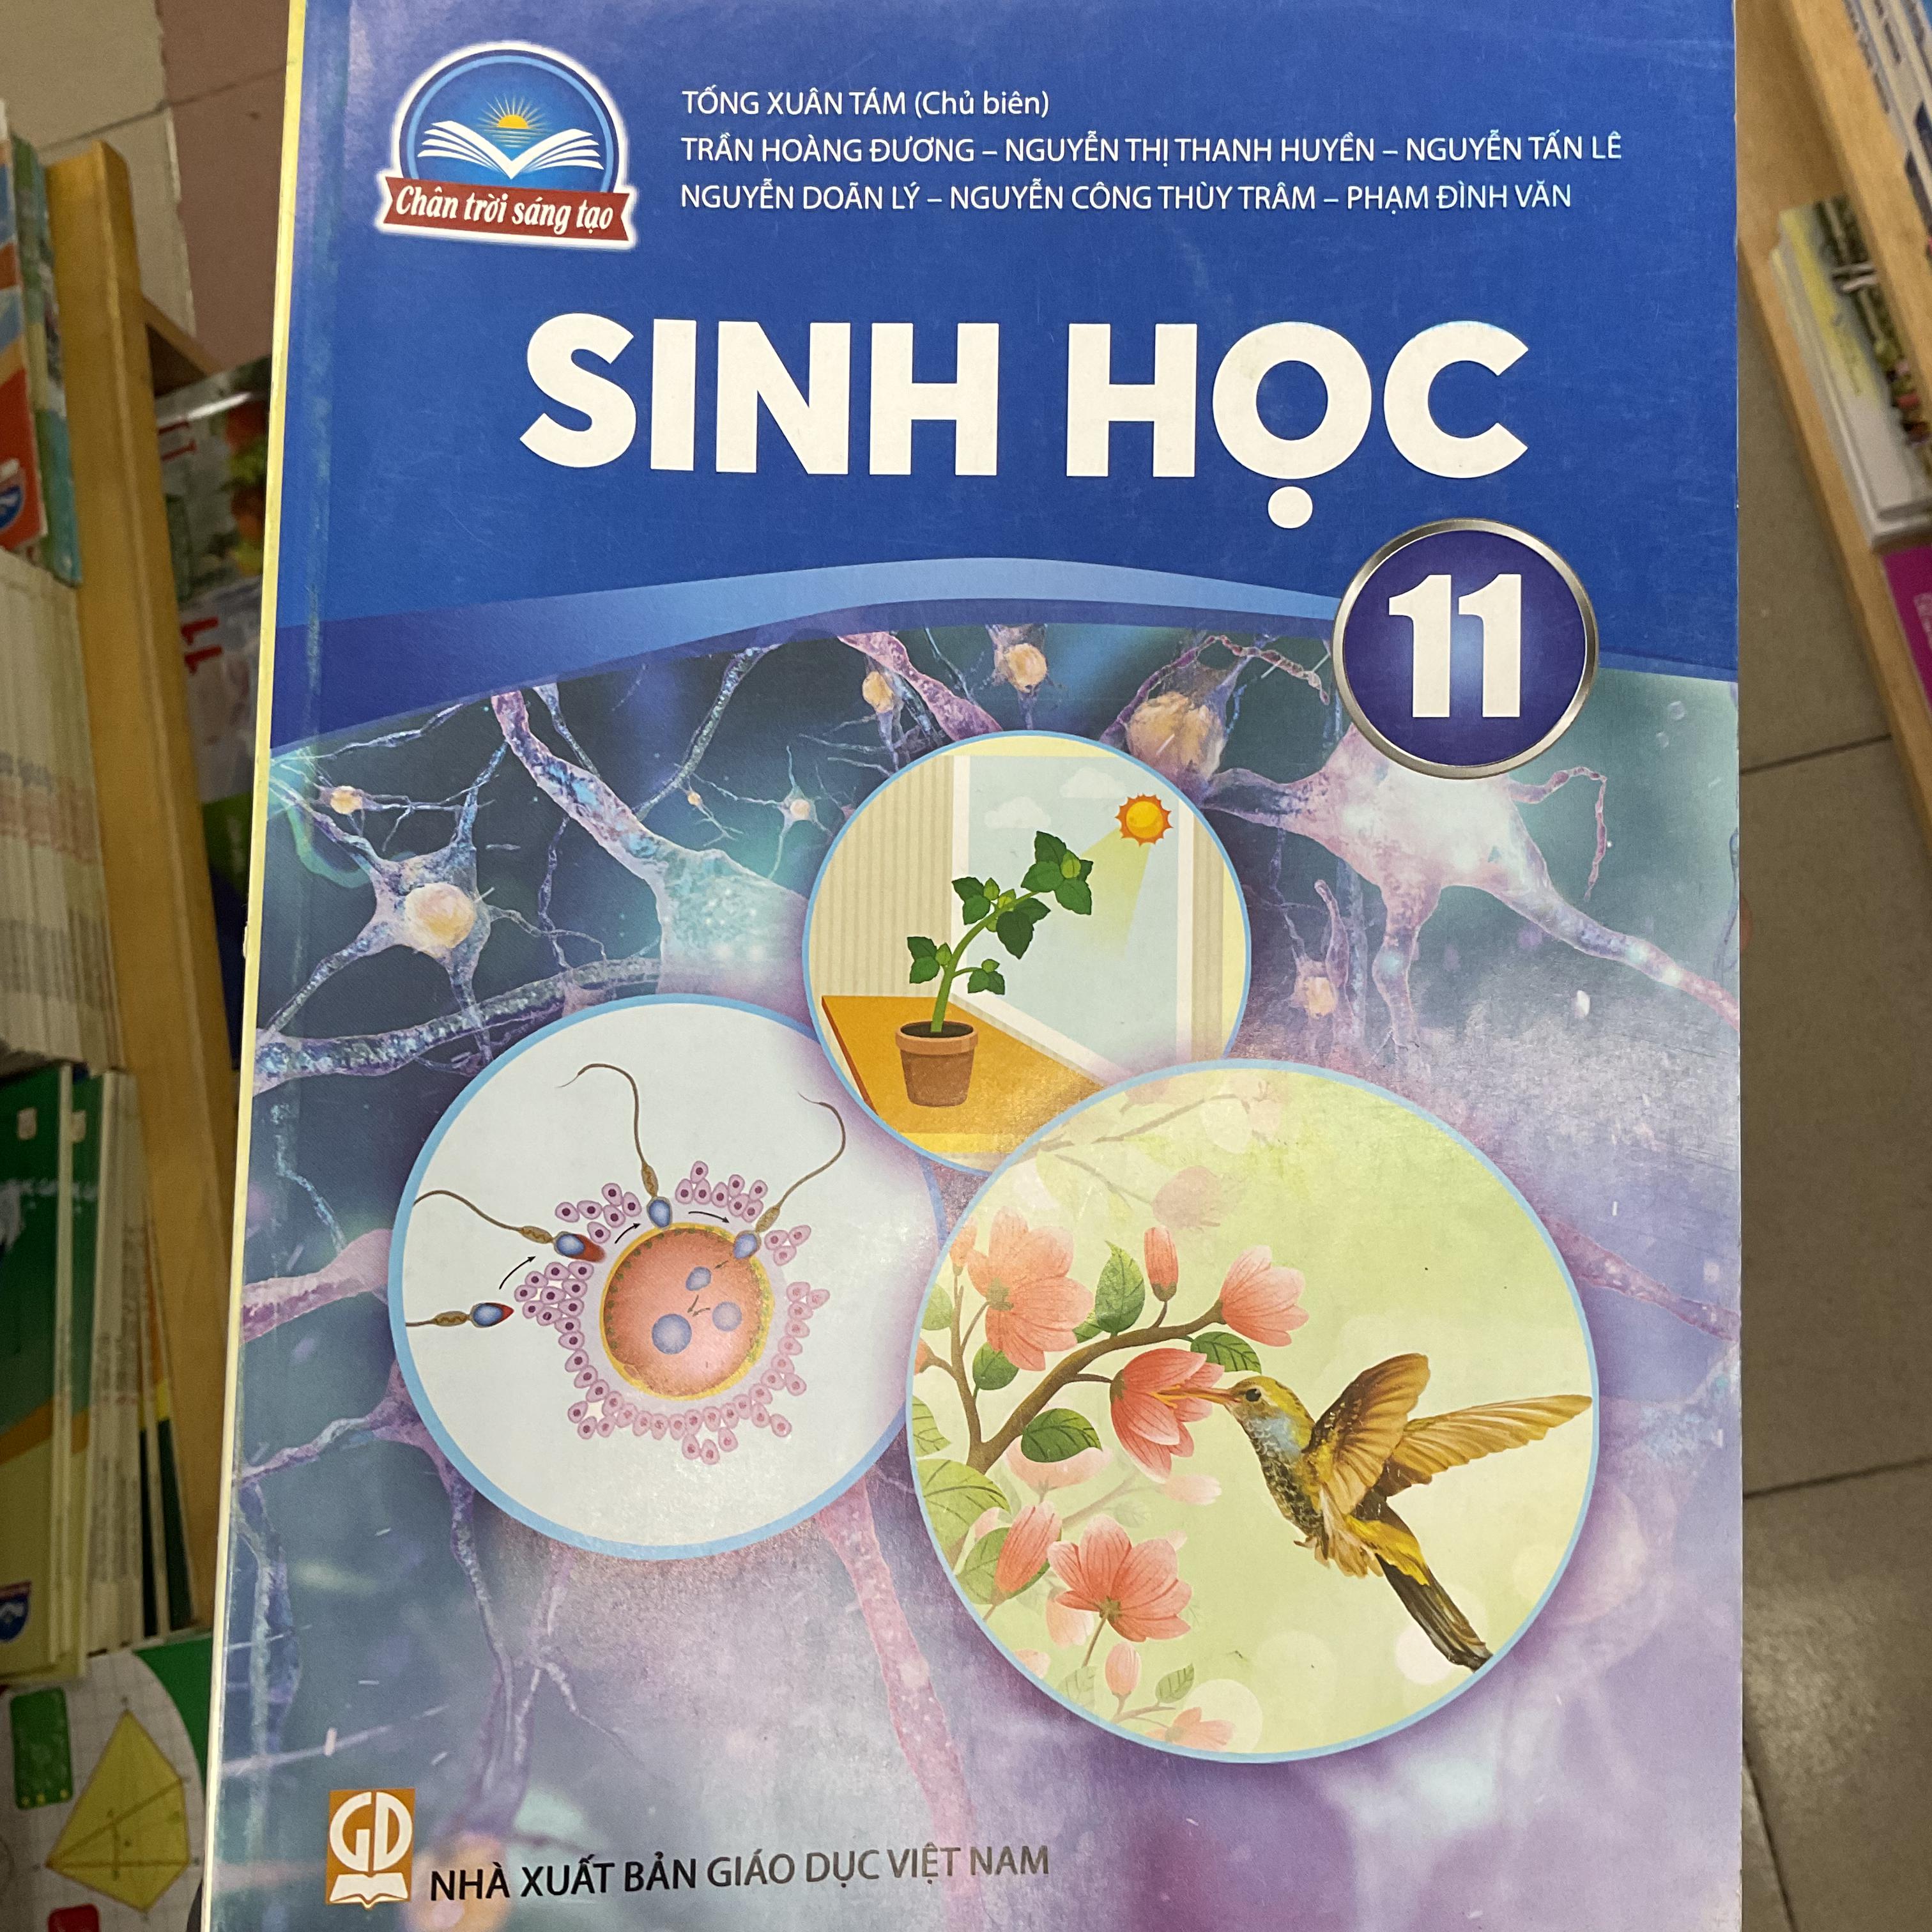 TỐNG XUÂN TÁM (Chủ biên)
TRẦN HOÀNG ĐƯƠNG – NGUYỄN THỊ THANH HUYỀN – NGUYỄN TẤN LÊ
NGUYỄN DOÃN LÝ – NGUYỄN CÔNG THÙY TRÂM – PHẠM ĐÌNH VĂN
Chân trời sáng tạo
SINH HỌC
11
GD
NHÀ XUẤT BẢN GIÁO DỤC VIỆT NAM
11
11